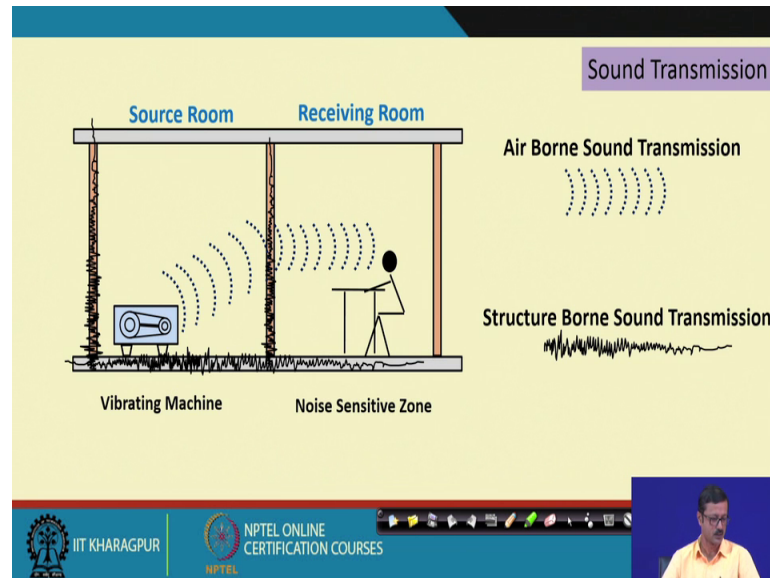 Sound Transmission
Source Room
Receiving Room
Air Borne Sound Transmission
Structure Borne Sound Transmission
Vibrating Machine
Noise Sensitive Zone
IIT KHARAGPUR
NPTEL
NPTEL ONLINE
CERTIFICATION COURSES